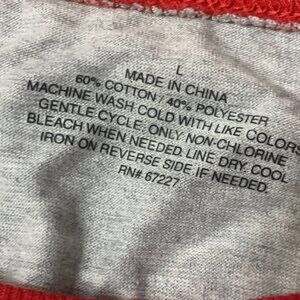 L
MADE IN CHINA
60% COTTON / 40% POLYESTER
MACHINE WASH COLD WITH LIKE COLORS
GENTLE CYCLE. ONLY NON-CHLORINE
BLEACH WHEN NEEDED. LINE DRY. COOL
IRON ON REVERSE SIDE IF NEEDED.
RN# 67227